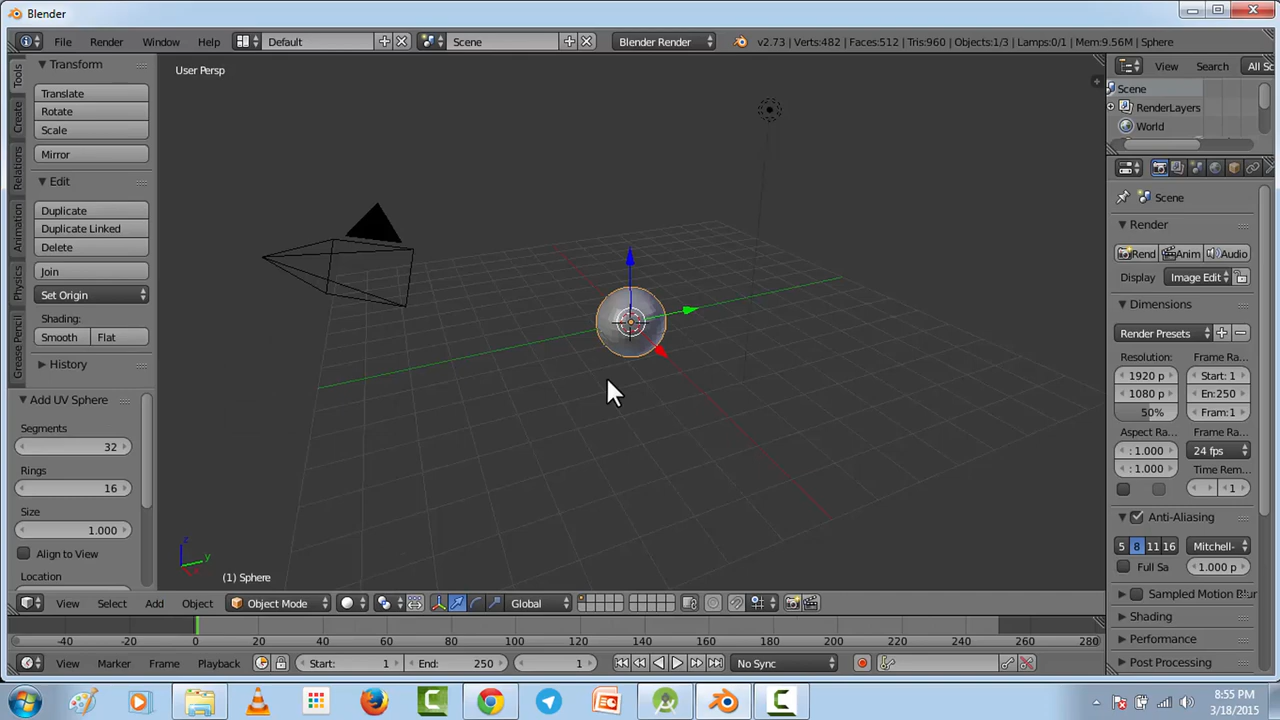 Blender
File Render Window Help Default Scene Blender Render v2.73 | Verts:482 | Faces:512 | Tris:960 | Objects:1/3 | Lamps:0/1 | Mem:9.56M | Sphere
Tools
Create
Relations
Animation
Physics
Grease Pencil
Transform
Translate
Rotate
Scale
Mirror
Edit
Duplicate
Duplicate Linked
Delete
Join
Set Origin
Shading:
Smooth Flat
History
Add UV Sphere
Segments
32
Rings
16
Size
1.000
Align to View
Location
User Persp
z
y
(1) Sphere
View Select Add Object Object Mode Global
-40 -20 0 20 40 60 80 100 120 140 160 180 200 220 240 260 280
View Marker Frame Playback Start: 1 End: 250 1 No Sync
View Search All Sc
Scene
RenderLayers
World
Scene
Render
Rend Anim Audio
Display Image Edit
Dimensions
Render Presets
Resolution: Frame Ra...
1920 p Start: 1
1080 p En:250
50% Fram:1
Aspect Ra... Frame Ra...
: 1.000 24 fps
: 1.000 Time Rem...
1
Anti-Aliasing
5 8 11 16 Mitchell-
Full Sa 1.000 p
Sampled Motion Blur
Shading
Performance
Post Processing
8:55 PM
3/18/2015